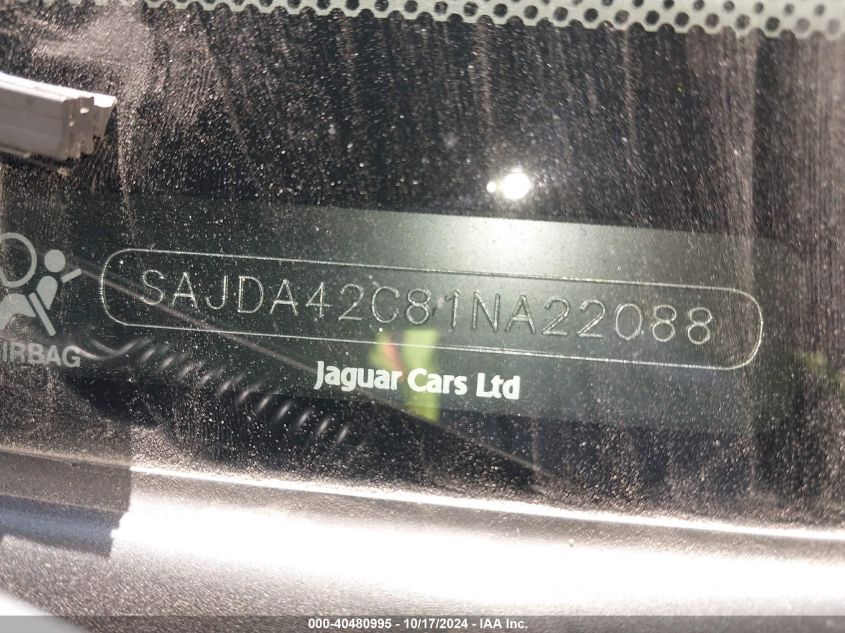 SAJDA42C81NA22088
AIRBAG
Jaguar Cars Ltd
000-40480995 - 10/17/2024 - IAA Inc.